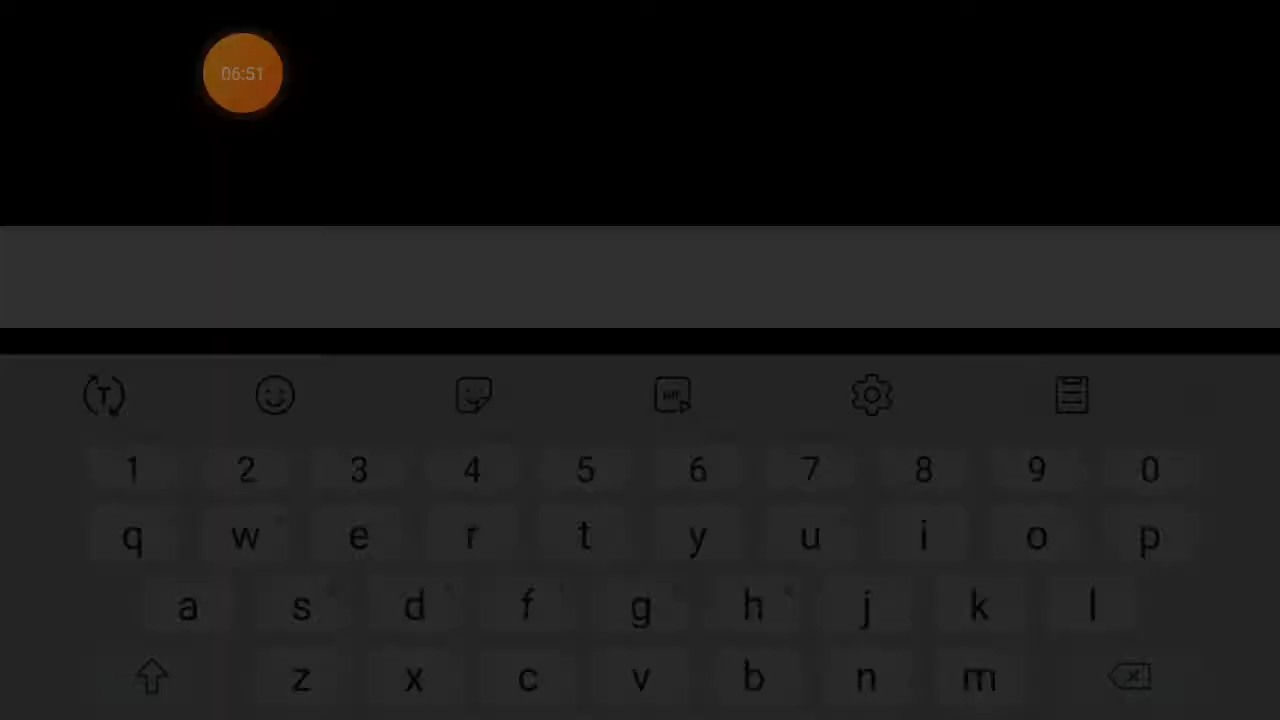 06:51
1 2 3 4 5 6 7 8 9 0
q w e r t y u i o p
a s d f g h j k l
z x c v b n m